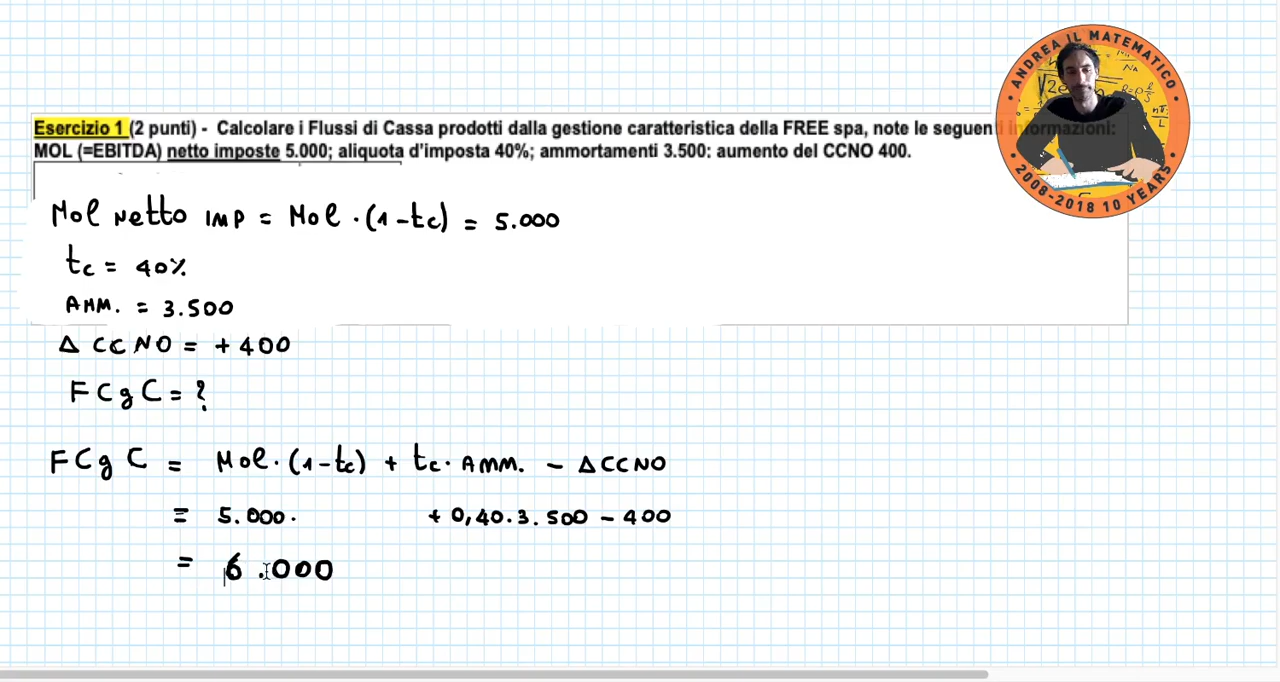 Esercizio 1 (2 punti) - Calcolare i Flussi di Cassa prodotti dalla gestione caratteristica della FREE spa, note le seguenti informazioni:
MOL (=EBITDA) netto imposte 5.000; aliquota d'imposta 40%; ammortamenti 3.500: aumento del CCNO 400.
ANDREA IL MATEMATICO
2008-2018 10 YEARS
MOL NETTO IMP = MOL · (1-tc) = 5.000
tc = 40%
AMM. = 3.500
Δ CCNO = +400
FCgC = ?
FCgC = MOL · (1-tc) + tc · AMM. - ΔCCNO
= 5.000. + 0,40.3.500 - 400
= 6.000